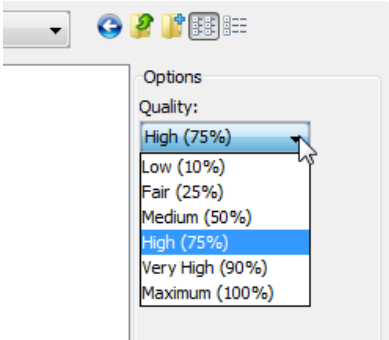 Options
Quality:
High (75%)
Low (10%)
Fair (25%)
Medium (50%)
High (75%)
Very High (90%)
Maximum (100%)